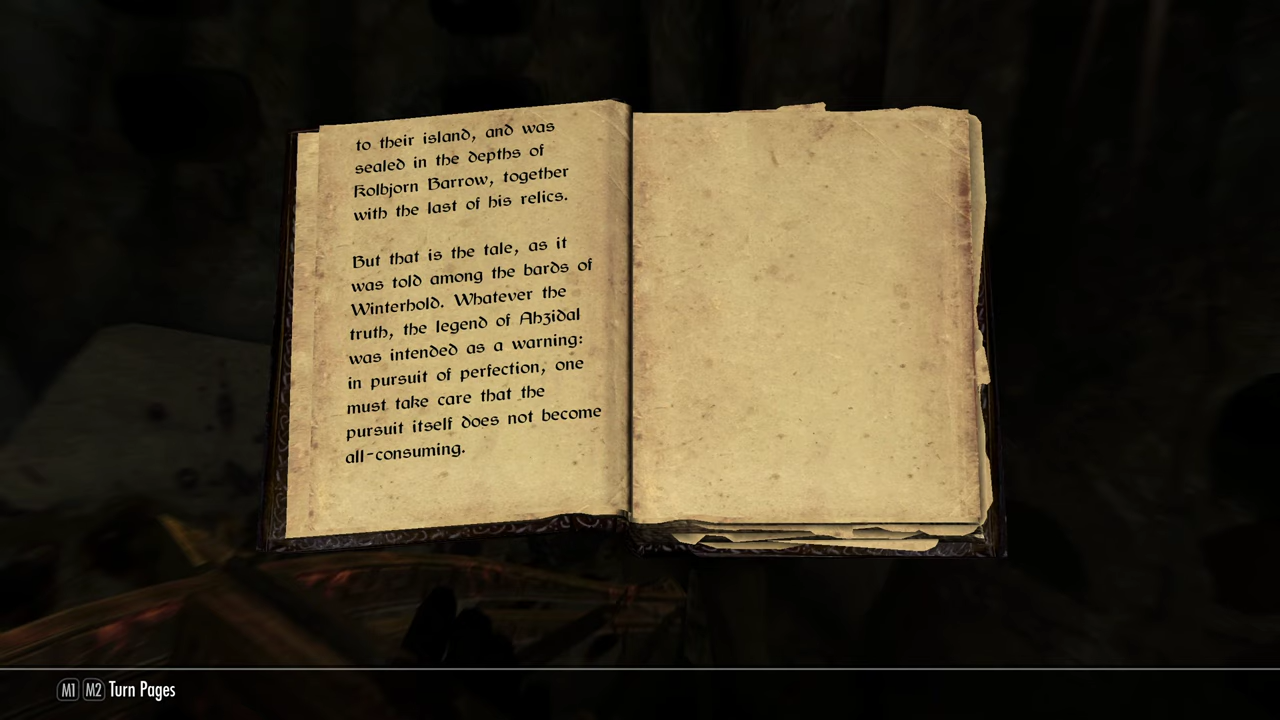 to their island, and was
sealed in the depths of
Kolbjorn Barrow, together
with the last of his relics.
But that is the tale, as it
was told among the bards of
Winterhold. Whatever the
truth, the legend of Ahzidal
was intended as a warning:
in pursuit of perfection, one
must take care that the
pursuit itself does not become
all-consuming.
M1 M2 Turn Pages